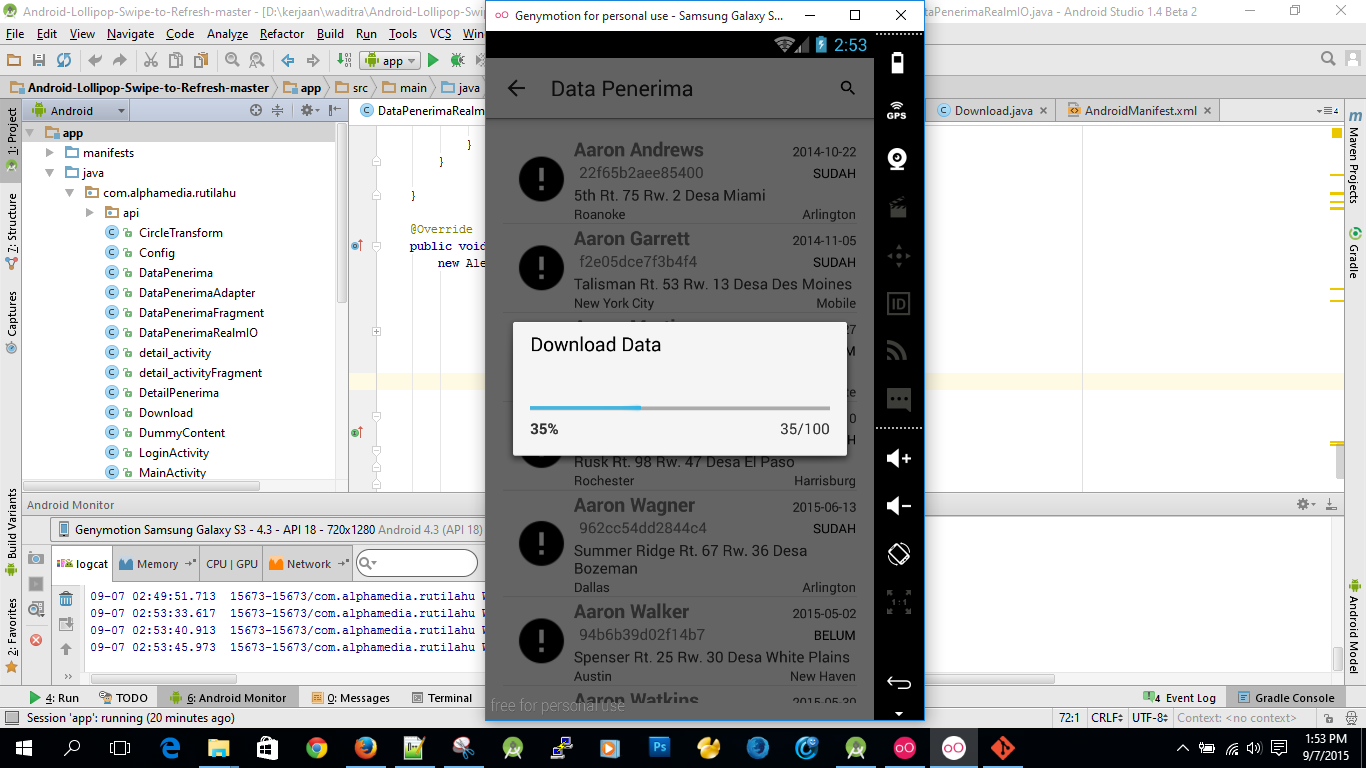 Android-Lollipop-Swipe-to-Refresh-master - [D:\kerjaan\waditra\Android-Lollipop-Swipe-to-Refresh-master
taPenerimaRealmIO.java - Android Studio 1.4 Beta 2
File Edit View Navigate Code Analyze Refactor Build Run Tools VCS
app
Android-Lollipop-Swipe-to-Refresh-master app src main java
Android
DataPenerimaRealm
Download.java AndroidManifest.xml
4
1: Project
7: Structure
Captures
Build Variants
2: Favorites
app
manifests
java
com.alphamedia.rutilahu
api
CircleTransform
Config
DataPenerima
DataPenerimaAdapter
DataPenerimaFragment
DataPenerimaRealmIO
detail_activity
detail_activityFragment
DetailPenerima
Download
DummyContent
LoginActivity
MainActivity
}
}
}
@Override
public void
new Ale
Genymotion for personal use - Samsung Galaxy S...
2:53
Data Penerima
Aaron Andrews 2014-10-22
22f65b2aee85400 SUDAH
5th Rt. 75 Rw. 2 Desa Miami
Roanoke Arlington
Aaron Garrett 2014-11-05
f2e05dce7f3b4f4 SUDAH
Talisman Rt. 53 Rw. 13 Desa Des Moines
New York City Mobile
Download Data
35% 35/100
Rusk Rt. 98 Rw. 47 Desa El Paso
Rochester Harrisburg
Aaron Wagner 2015-06-13
962cc54dd2844c4 SUDAH
Summer Ridge Rt. 67 Rw. 36 Desa
Bozeman
Dallas Arlington
Aaron Walker 2015-05-02
94b6b39d02f14b7 BELUM
Spenser Rt. 25 Rw. 30 Desa White Plains
Austin New Haven
Aaron Watkins 2015-05-30
free for personal use
GPS
ID
1:1
m
Maven Projects
Gradle
Android Model
Android Monitor
Genymotion Samsung Galaxy S3 - 4.3 - API 18 - 720x1280 Android 4.3 (API 18)
logcat Memory CPU | GPU Network
09-07 02:49:51.713 15673-15673/com.alphamedia.rutilahu
09-07 02:53:33.617 15673-15673/com.alphamedia.rutilahu
09-07 02:53:40.913 15673-15673/com.alphamedia.rutilahu
09-07 02:53:45.973 15673-15673/com.alphamedia.rutilahu
4: Run TODO 6: Android Monitor 0: Messages Terminal
4 Event Log Gradle Console
Session 'app': running (20 minutes ago)
72:1 CRLF UTF-8 Context: <no context>
Ps
1:53 PM
9/7/2015